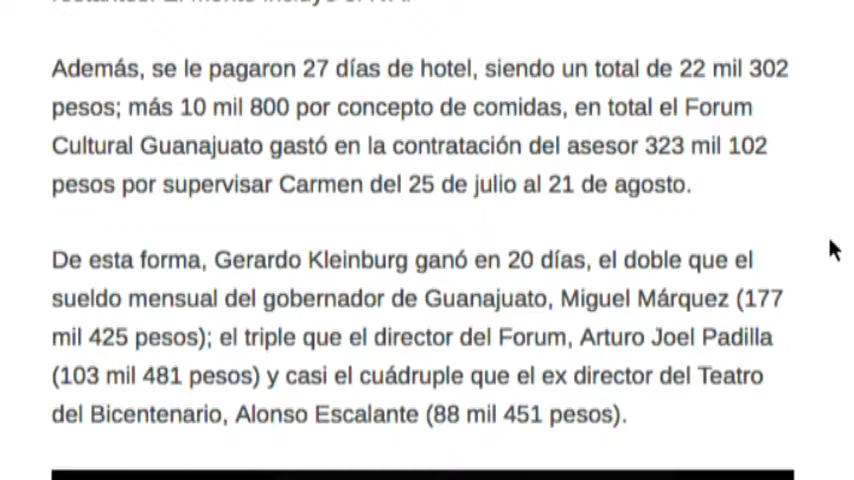 Además, se le pagaron 27 días de hotel, siendo un total de 22 mil 302
pesos; más 10 mil 800 por concepto de comidas, en total el Forum
Cultural Guanajuato gastó en la contratación del asesor 323 mil 102
pesos por supervisar Carmen del 25 de julio al 21 de agosto.
De esta forma, Gerardo Kleinburg ganó en 20 días, el doble que el
sueldo mensual del gobernador de Guanajuato, Miguel Márquez (177
mil 425 pesos); el triple que el director del Forum, Arturo Joel Padilla
(103 mil 481 pesos) y casi el cuádruple que el ex director del Teatro
del Bicentenario, Alonso Escalante (88 mil 451 pesos).